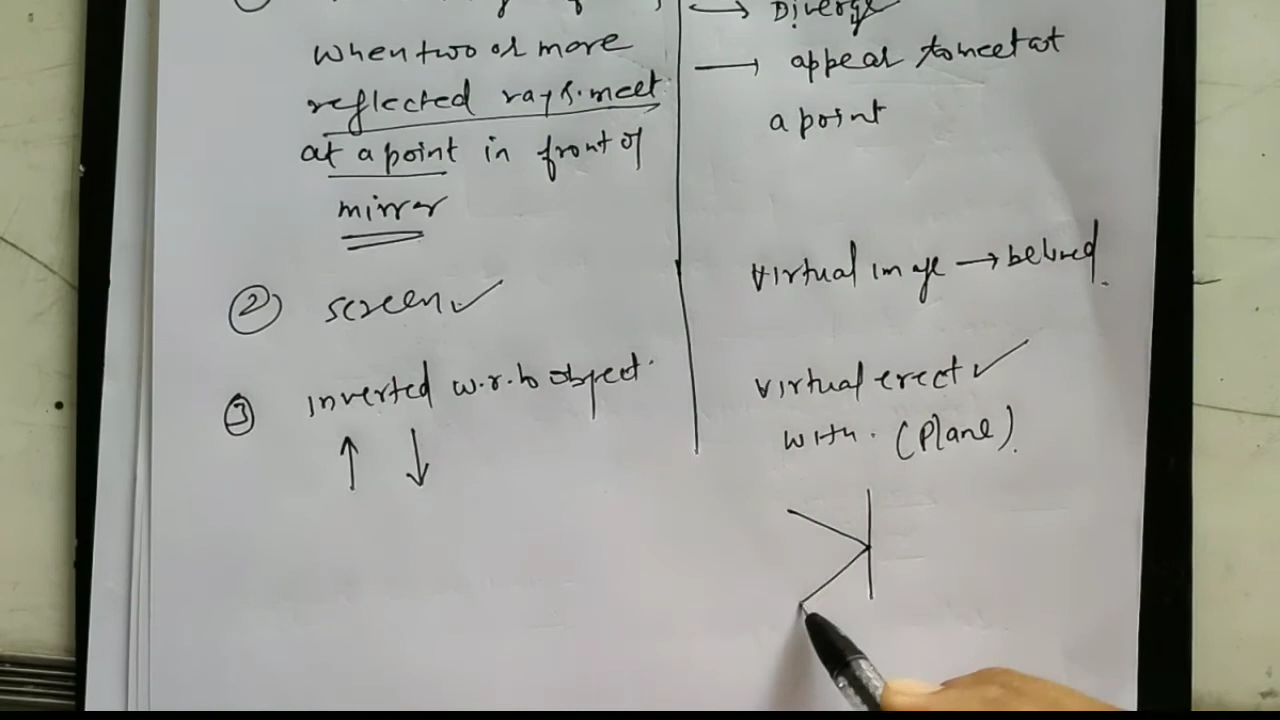 when two or more
reflected rays. meet
at a point in front of
mirror
② screen ✓
③ inverted w.r.to object.
↑ ↓
→ Diverge
→ appear to meet at
a point
virtual image → behind.
virtual erect ✓
with. (plane).